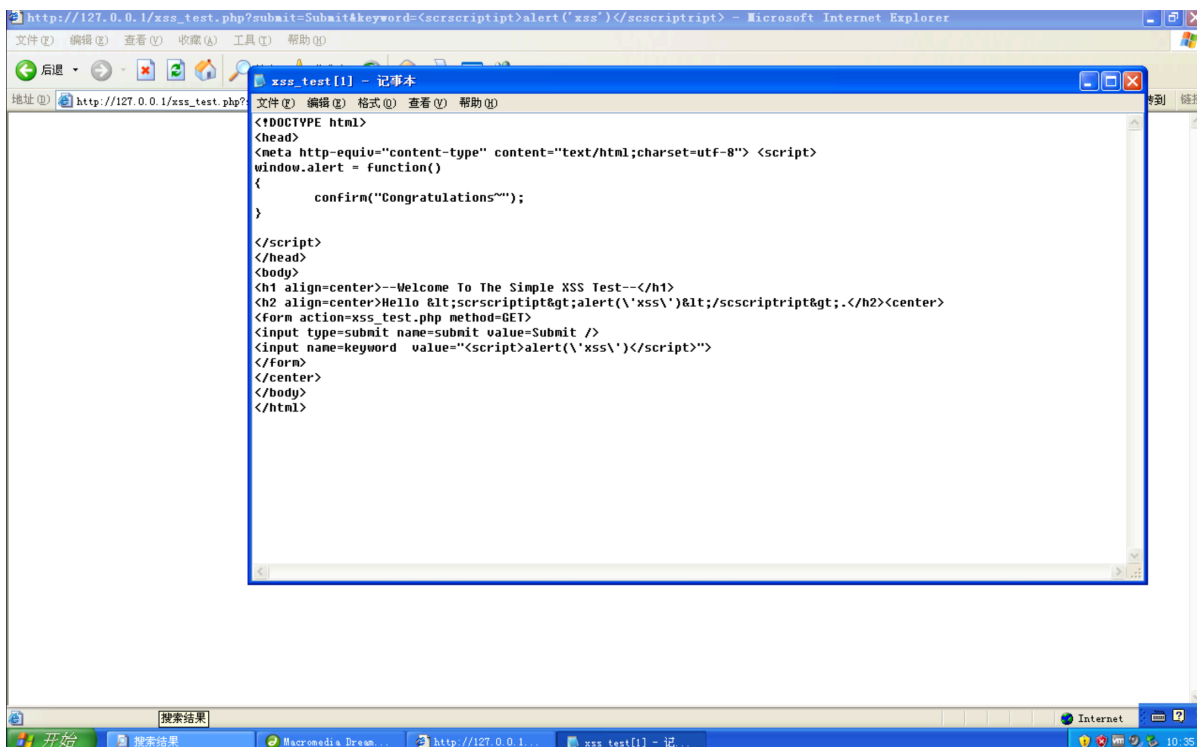 http://127.0.0.1/xss_test.php?submit=Submit&keyword=<scrscriptipt>alert('xss')</scscriptript> - Microsoft Internet Explorer
文件(F) 编辑(E) 查看(V) 收藏(A) 工具(T) 帮助(H)
后退
地址(D) http://127.0.0.1/xss_test.php? 转到 链接
xss_test[1] - 记事本
文件(F) 编辑(E) 格式(O) 查看(V) 帮助(H)
<!DOCTYPE html>
<head>
<meta http-equiv="content-type" content="text/html;charset=utf-8"> <script>
window.alert = function()
{
confirm("Congratulations~");
}
</script>
</head>
<body>
<h1 align=center>--Welcome To The Simple XSS Test--</h1>
<h2 align=center>Hello &lt;scrscriptipt&gt;alert(\'xss\')&lt;/scscriptript&gt;.</h2><center>
<form action=xss_test.php method=GET>
<input type=submit name=submit value=Submit />
<input name=keyword  value="<script>alert(\'xss\')</script>">
</form>
</center>
</body>
</html>
搜索结果
Internet
开始 搜索结果 Macromedia Dream... http://127.0.0.1... xss_test[1] - 记... 10:35